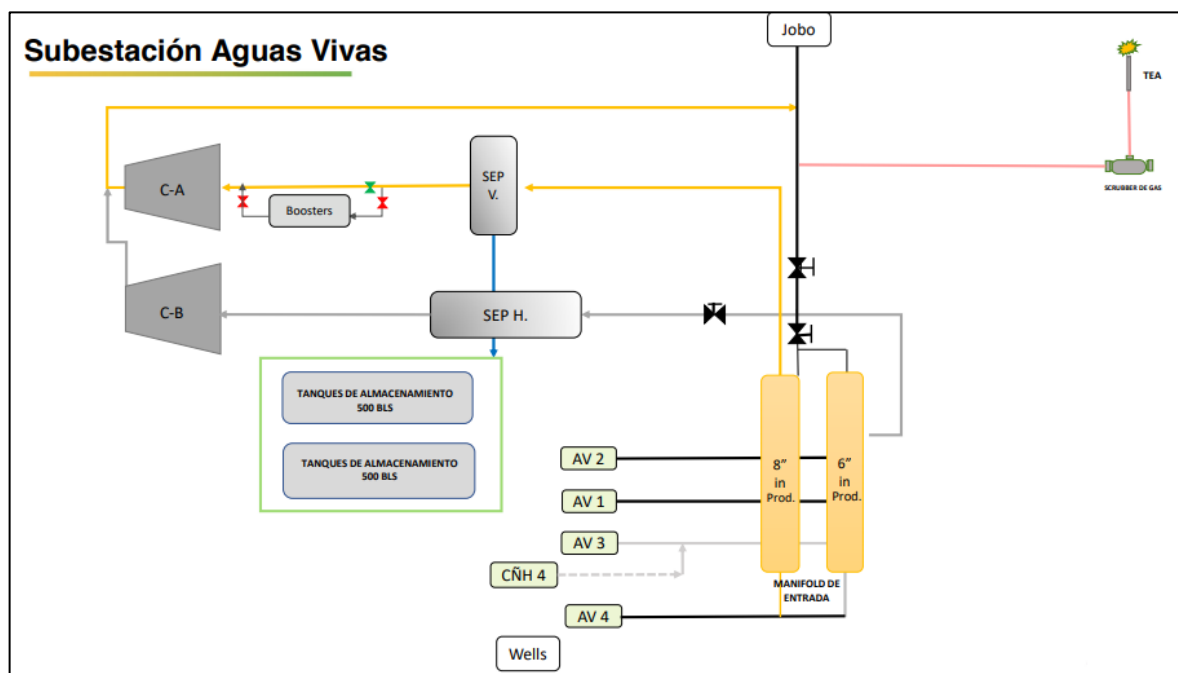 Subestación Aguas Vivas
Jobo
TEA
SCRUBBER DE GAS
C-A
Boosters
SEP
V.
C-B
SEP H.
TANQUES DE ALMACENAMIENTO
500 BLS
TANQUES DE ALMACENAMIENTO
500 BLS
AV 2
AV 1
AV 3
CÑH 4
AV 4
Wells
8”
in
Prod.
6”
in
Prod.
MANIFOLD DE
ENTRADA